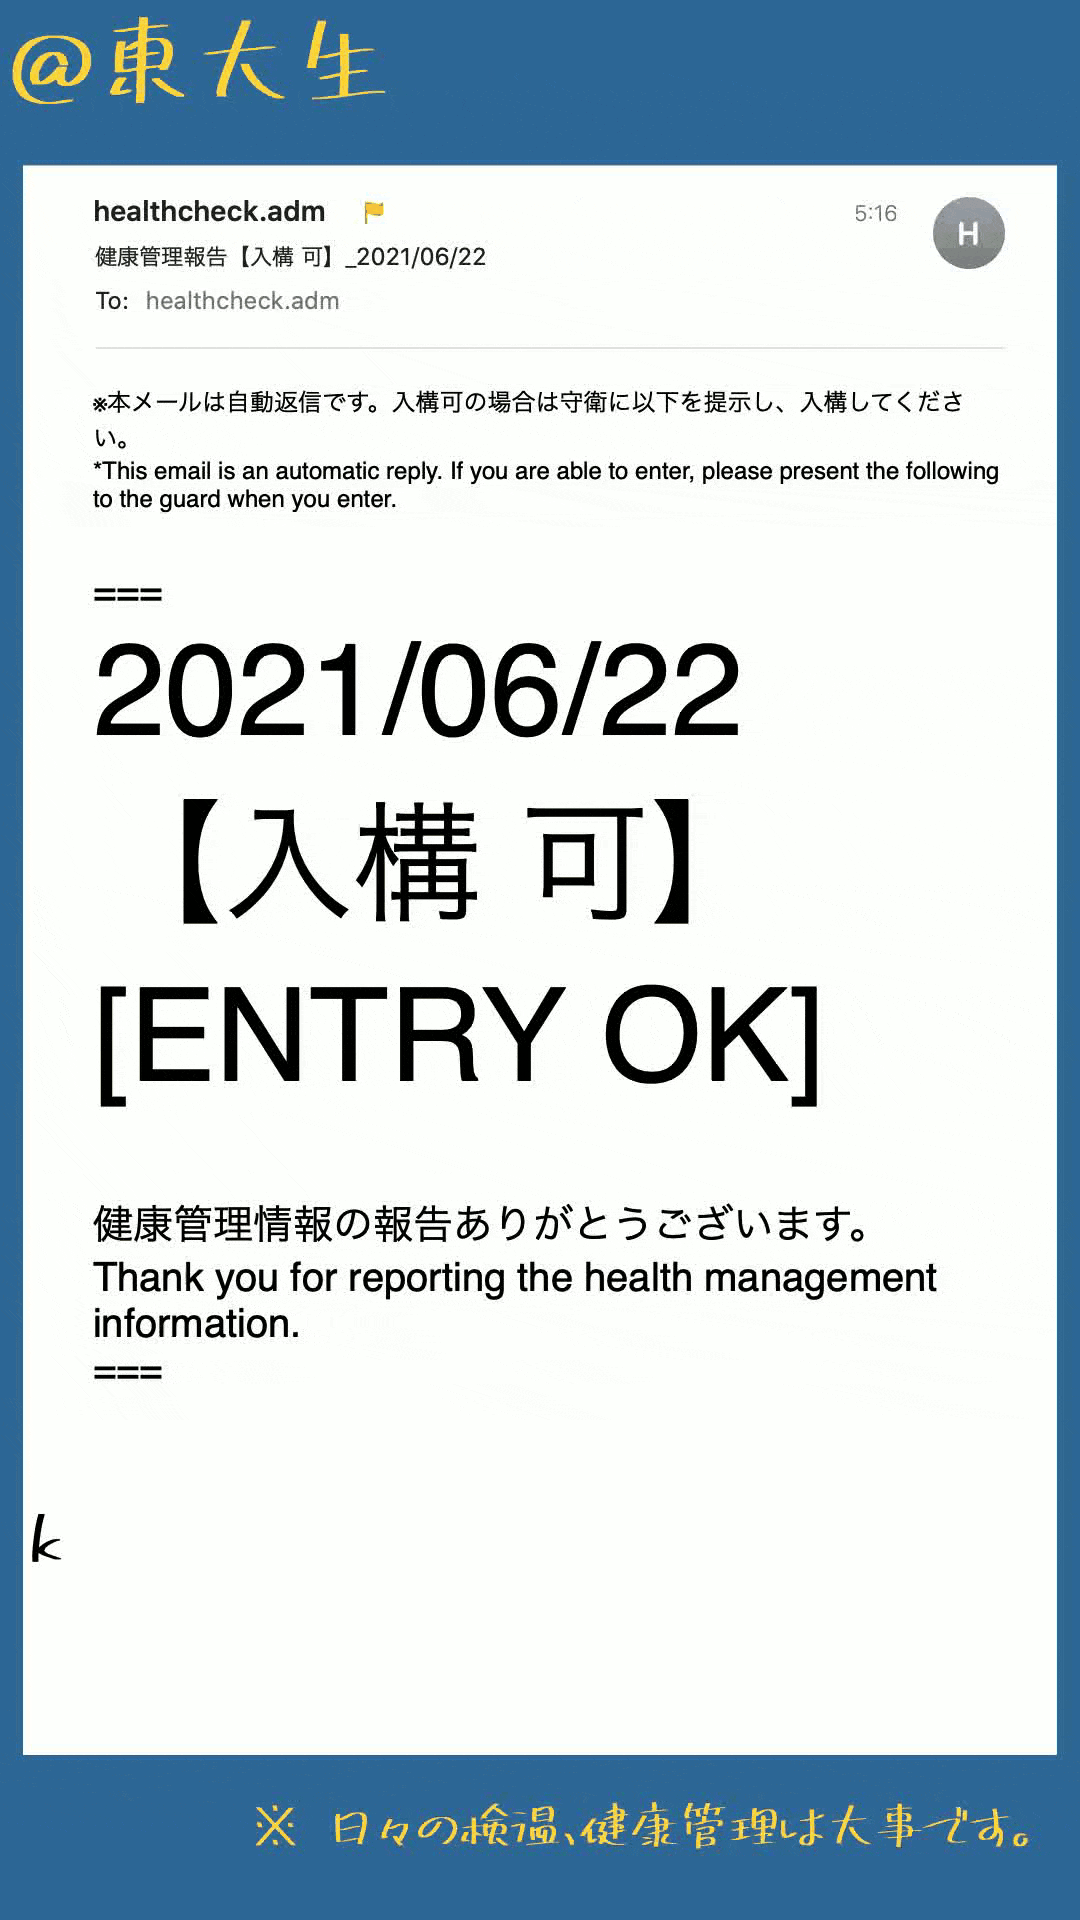 @東大生
healthcheck.adm
5:16
H
健康管理報告【入構 可】_2021/06/22
To: healthcheck.adm
※本メールは自動返信です。入構可の場合は守衛に以下を提示し、入構してくださ
い。
*This email is an automatic reply. If you are able to enter, please present the following
to the guard when you enter.
===
2021/06/22
【入構 可】
[ENTRY OK]
健康管理情報の報告ありがとうございます。
Thank you for reporting the health management
information.
===
k
※ 日々の検温、健康管理は大事です。